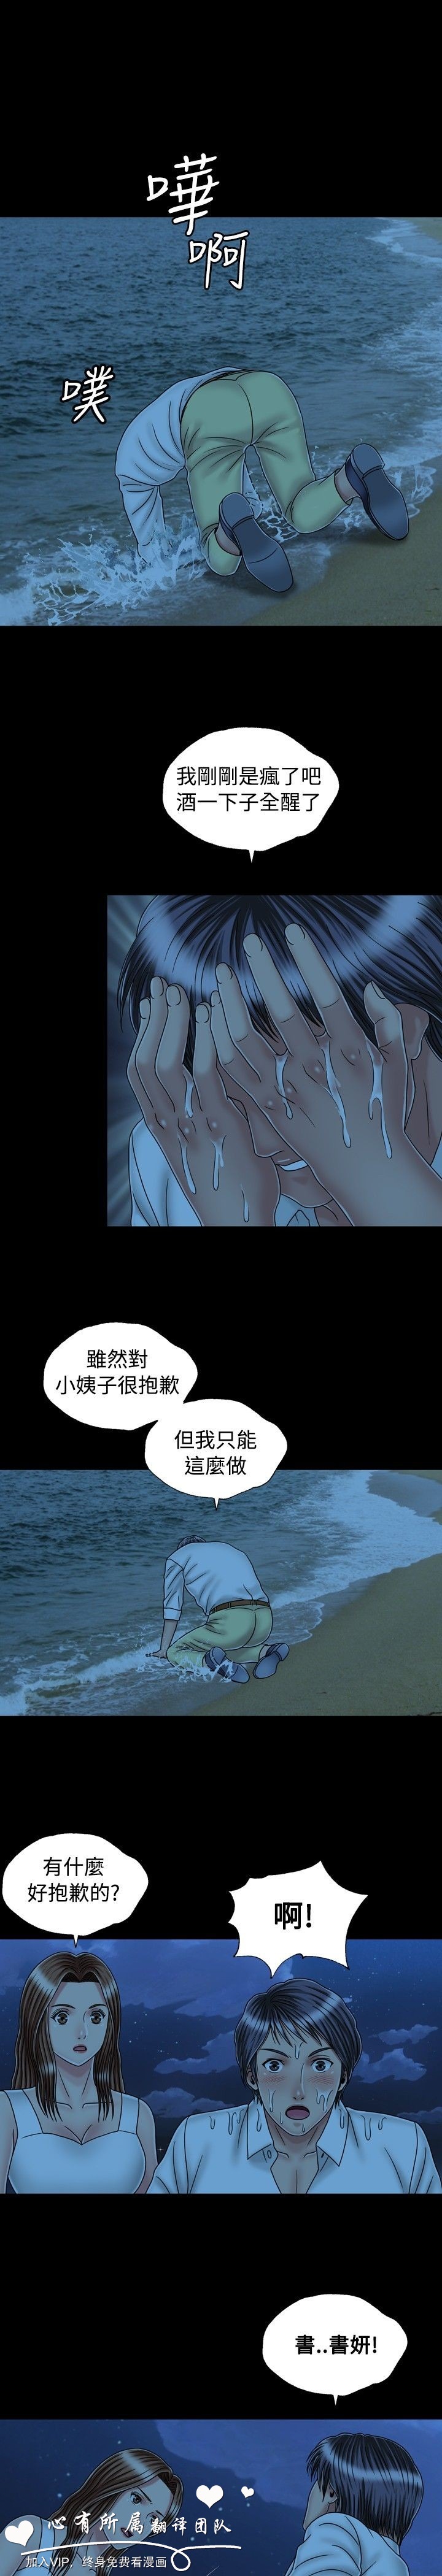 嘩
啊
噗
我剛剛是瘋了吧
酒一下子全醒了
雖然對
小姨子很抱歉
但我只能
這麼做
有什麼
好抱歉的?
啊!
書..書妍!
心有所属翻译团队
加入VIP，终身免费看漫画